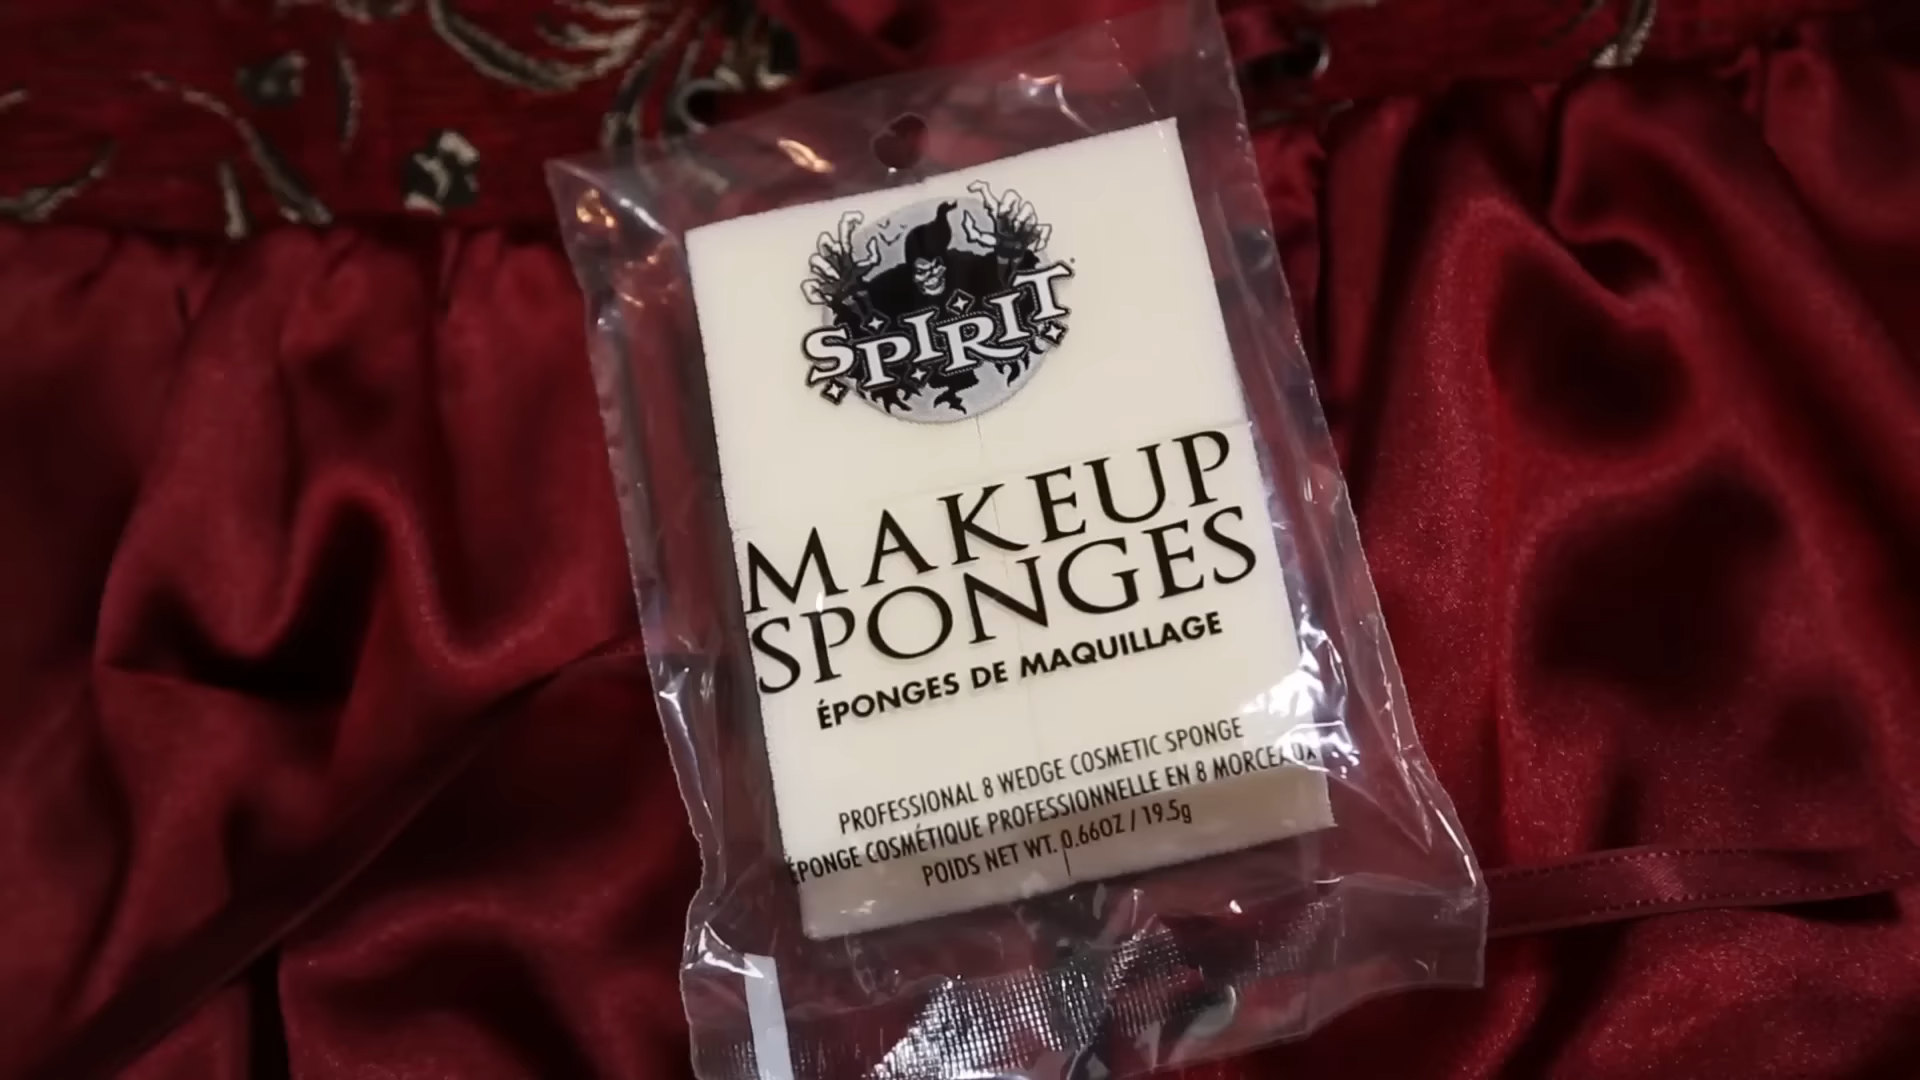 SPIRIT
MAKEUP
SPONGES
ÉPONGES DE MAQUILLAGE
PROFESSIONAL 8 WEDGE COSMETIC SPONGE
ÉPONGE COSMÉTIQUE PROFESSIONNELLE EN 8 MORCEAUX
POIDS NET WT. 0.66OZ / 19.5g